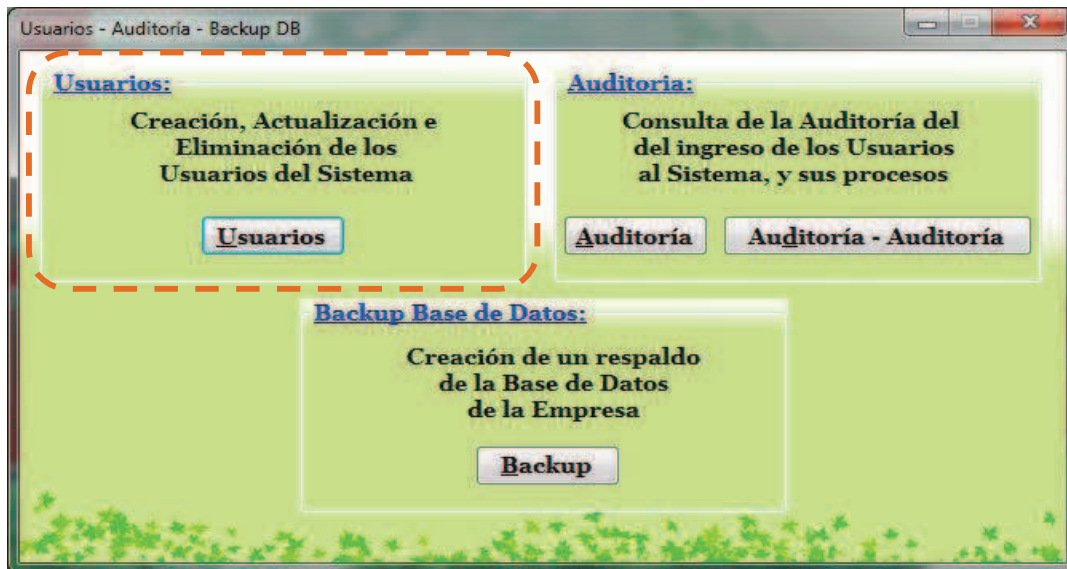 Usuarios - Auditoría - Backup DB
Usuarios:
Creación, Actualización e
Eliminación de los
Usuarios del Sistema
Usuarios
Auditoria:
Consulta de la Auditoría del
del ingreso de los Usuarios
al Sistema, y sus procesos
Auditoría
Auditoría - Auditoría
Backup Base de Datos:
Creación de un respaldo
de la Base de Datos
de la Empresa
Backup